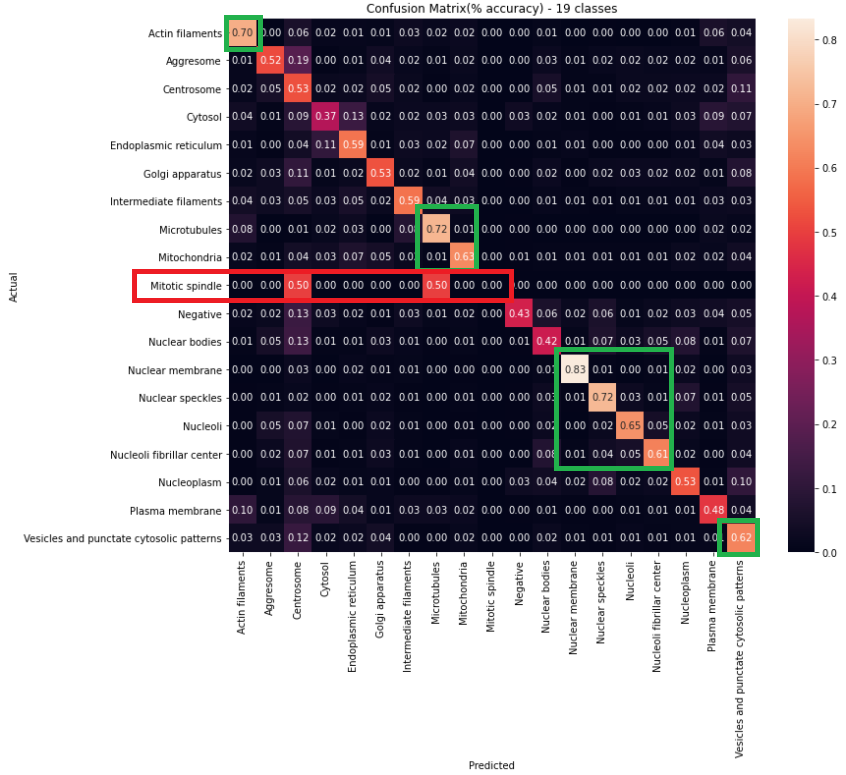 Confusion Matrix(% accuracy) - 19 classes
Actin filaments 0.70 0.00 0.06 0.02 0.01 0.01 0.03 0.02 0.02 0.00 0.00 0.01 0.00 0.00 0.01 0.01 0.01 0.06 0.04
Aggresome 0.01 0.52 0.19 0.00 0.01 0.04 0.02 0.01 0.02 0.00 0.01 0.03 0.01 0.02 0.02 0.02 0.01 0.01 0.06
Centrosome 0.02 0.05 0.53 0.02 0.02 0.05 0.02 0.00 0.02 0.00 0.00 0.05 0.01 0.01 0.02 0.02 0.02 0.02 0.11
Cytosol 0.04 0.01 0.09 0.37 0.13 0.02 0.02 0.03 0.03 0.00 0.03 0.02 0.01 0.01 0.01 0.01 0.03 0.09 0.07
Endoplasmic reticulum 0.01 0.00 0.04 0.11 0.59 0.01 0.03 0.02 0.07 0.00 0.01 0.01 0.01 0.00 0.01 0.01 0.01 0.04 0.03
Golgi apparatus 0.02 0.03 0.11 0.01 0.02 0.53 0.02 0.01 0.04 0.00 0.00 0.02 0.00 0.02 0.03 0.02 0.01 0.01 0.08
Intermediate filaments 0.04 0.03 0.05 0.03 0.05 0.02 0.59 0.04 0.03 0.00 0.01 0.01 0.01 0.01 0.01 0.01 0.01 0.03 0.03
Microtubules 0.08 0.00 0.01 0.02 0.03 0.00 0.08 0.72 0.01 0.00 0.00 0.00 0.00 0.00 0.00 0.00 0.00 0.02 0.02
Mitochondria 0.02 0.01 0.04 0.03 0.07 0.05 0.02 0.01 0.63 0.00 0.00 0.01 0.01 0.01 0.01 0.01 0.01 0.02 0.04
Mitotic spindle 0.00 0.00 0.50 0.00 0.00 0.00 0.00 0.50 0.00 0.00 0.00 0.00 0.00 0.00 0.00 0.00 0.00 0.00 0.00
Negative 0.02 0.02 0.13 0.03 0.02 0.01 0.03 0.01 0.02 0.00 0.43 0.06 0.02 0.06 0.01 0.02 0.03 0.04 0.05
Nuclear bodies 0.01 0.05 0.13 0.01 0.01 0.03 0.01 0.00 0.01 0.00 0.01 0.42 0.01 0.07 0.03 0.05 0.08 0.01 0.07
Nuclear membrane 0.00 0.00 0.03 0.00 0.02 0.01 0.00 0.00 0.00 0.00 0.00 0.01 0.83 0.01 0.00 0.01 0.02 0.00 0.03
Nuclear speckles 0.00 0.01 0.02 0.00 0.01 0.02 0.01 0.00 0.00 0.00 0.00 0.03 0.01 0.72 0.03 0.01 0.07 0.01 0.05
Nucleoli 0.00 0.05 0.07 0.01 0.00 0.02 0.01 0.00 0.01 0.00 0.01 0.02 0.00 0.02 0.65 0.05 0.02 0.01 0.03
Nucleoli fibrillar center 0.00 0.02 0.07 0.01 0.01 0.03 0.00 0.00 0.01 0.00 0.00 0.08 0.01 0.04 0.05 0.61 0.02 0.00 0.04
Nucleoplasm 0.00 0.01 0.06 0.02 0.01 0.01 0.01 0.00 0.01 0.00 0.03 0.04 0.02 0.08 0.02 0.02 0.53 0.01 0.10
Plasma membrane 0.10 0.01 0.08 0.09 0.04 0.01 0.03 0.03 0.02 0.00 0.01 0.01 0.00 0.01 0.00 0.01 0.01 0.48 0.04
Vesicles and punctate cytosolic patterns 0.03 0.03 0.12 0.02 0.02 0.04 0.00 0.00 0.02 0.00 0.01 0.02 0.00 0.01 0.01 0.01 0.01 0.01 0.62
0.8
0.7
0.6
0.5
0.4
0.3
0.2
0.1
0.0
Actual
Actin filaments
Aggresome
Centrosome
Cytosol
Endoplasmic reticulum
Golgi apparatus
Intermediate filaments
Microtubules
Mitochondria
Mitotic spindle
Negative
Nuclear bodies
Nuclear membrane
Nuclear speckles
Nucleoli
Nucleoli fibrillar center
Nucleoplasm
Plasma membrane
Vesicles and punctate cytosolic patterns
Predicted